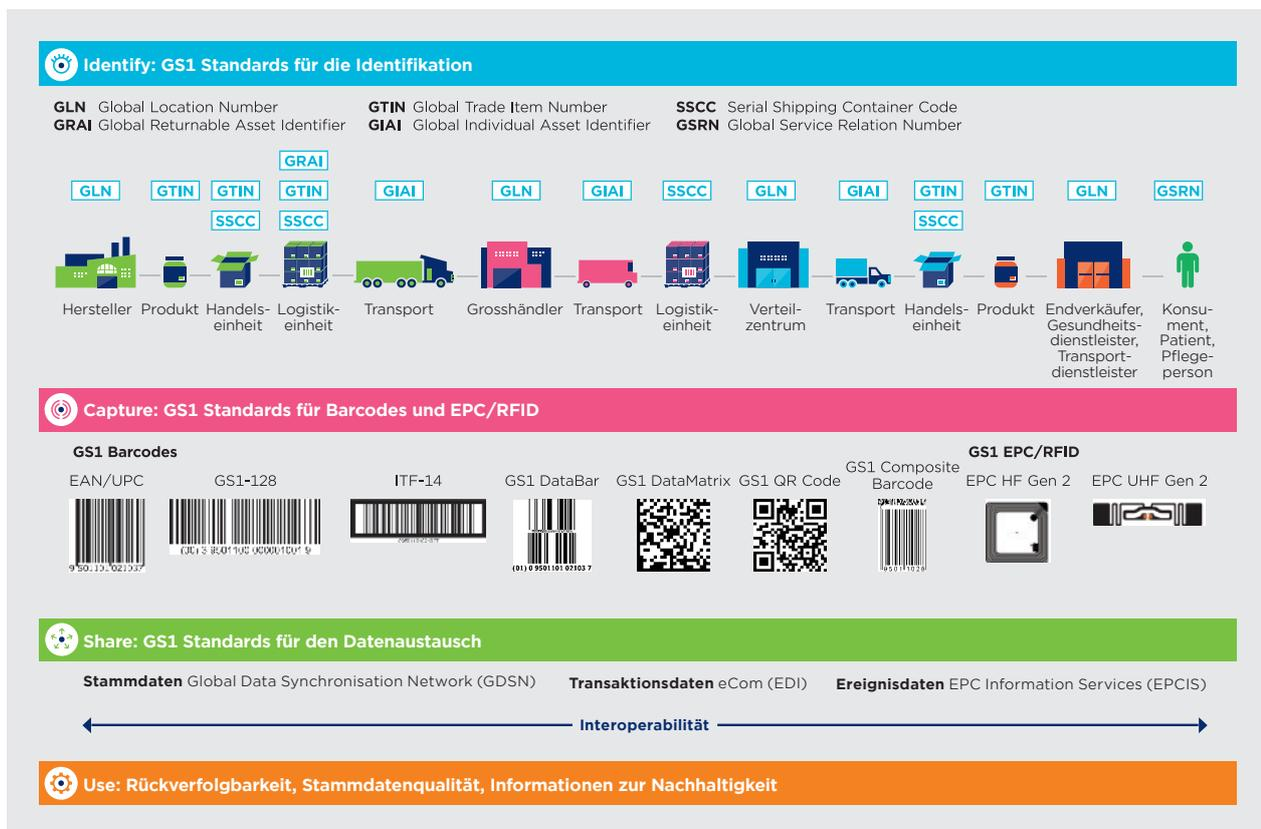 Identify: GS1 Standards für die Identifikation
GLN Global Location Number GTIN Global Trade Item Number SSCC Serial Shipping Container Code
GRAI Global Returnable Asset Identifier GIAI Global Individual Asset Identifier GSRN Global Service Relation Number
GRAI
GLN GTIN GTIN GTIN GIAI GLN GIAI SSCC GLN GIAI GTIN GTIN GLN GSRN
SSCC SSCC SSCC
Hersteller Produkt Handels- Logistik- Transport Grosshändler Transport Logistik- Verteil- Transport Handels- Produkt Endverkäufer, Konsu-
einheit einheit einheit zentrum einheit Gesundheits- ment,
dienstleister, Patient,
Transport- Pflege-
dienstleister person
Capture: GS1 Standards für Barcodes und EPC/RFID
GS1 Barcodes GS1 EPC/RFID
EAN/UPC GS1-128 ITF-14 GS1 DataBar GS1 DataMatrix GS1 QR Code GS1 Composite Barcode EPC HF Gen 2 EPC UHF Gen 2
(01) 0 9501101 02103 7
Share: GS1 Standards für den Datenaustausch
Stammdaten Global Data Synchronisation Network (GDSN) Transaktionsdaten eCom (EDI) Ereignisdaten EPC Information Services (EPCIS)
Interoperabilität
Use: Rückverfolgbarkeit, Stammdatenqualität, Informationen zur Nachhaltigkeit